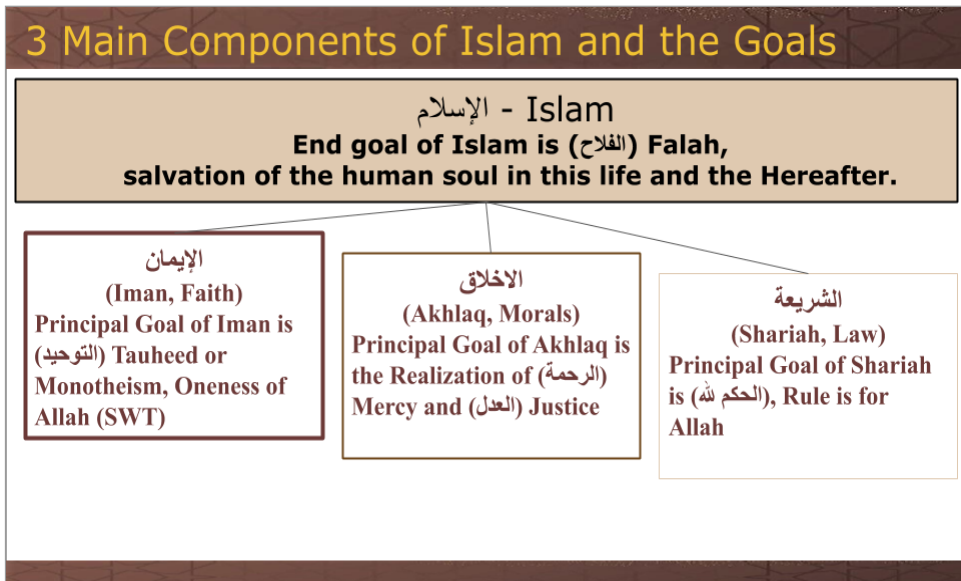 3 Main Components of Islam and the Goals
الإسلام - Islam
End goal of Islam is (الفلاح) Falah,
salvation of the human soul in this life and the Hereafter.
الإيمان
(Iman, Faith)
Principal Goal of Iman is
(التوحيد) Tauheed or
Monotheism, Oneness of
Allah (SWT)
الاخلاق
(Akhlaq, Morals)
Principal Goal of Akhlaq is
the Realization of (الرحمة)
Mercy and (العدل) Justice
الشريعة
(Shariah, Law)
Principal Goal of Shariah
is (الحكم لله), Rule is for
Allah